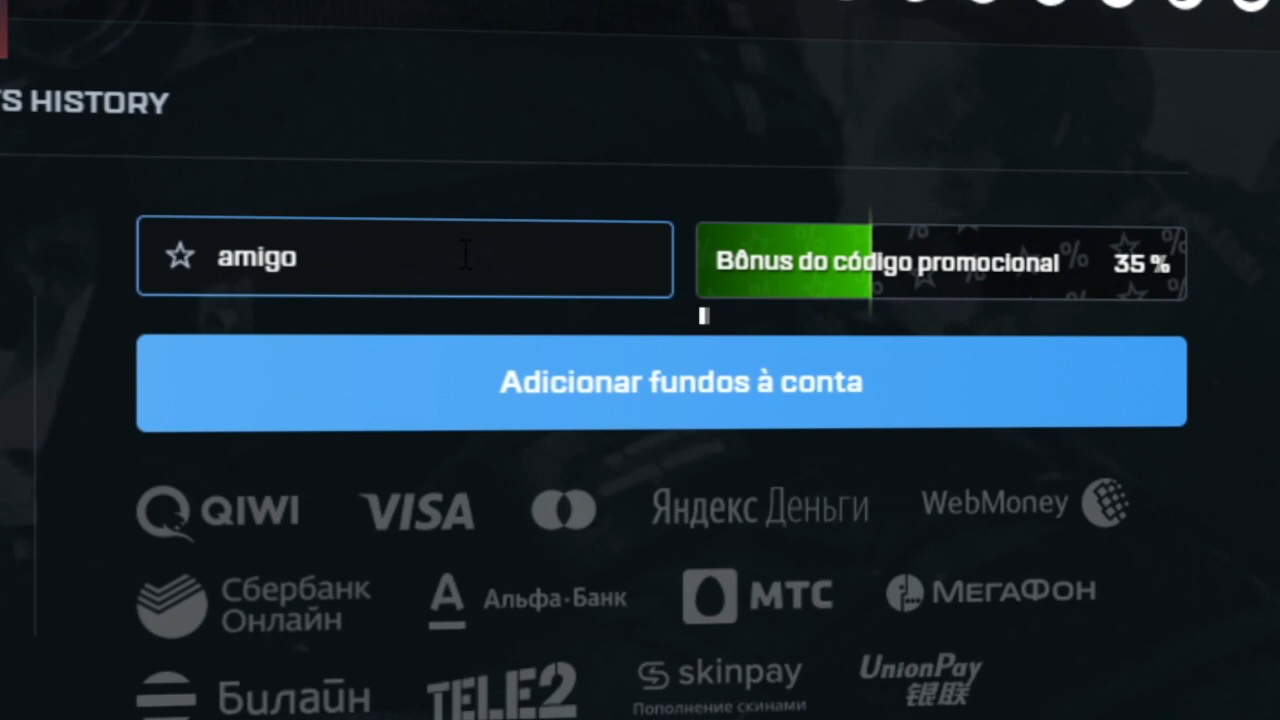 S HISTORY
amigo
Bônus do código promocional 35 %
Adicionar fundos à conta
QIWI VISA Яндекс Деньги WebMoney
Сбербанк Онлайн Альфа·Банк МТС МЕГАФОН
Билайн TELE2 skinpay UnionPay
Пополнение скинами 银联